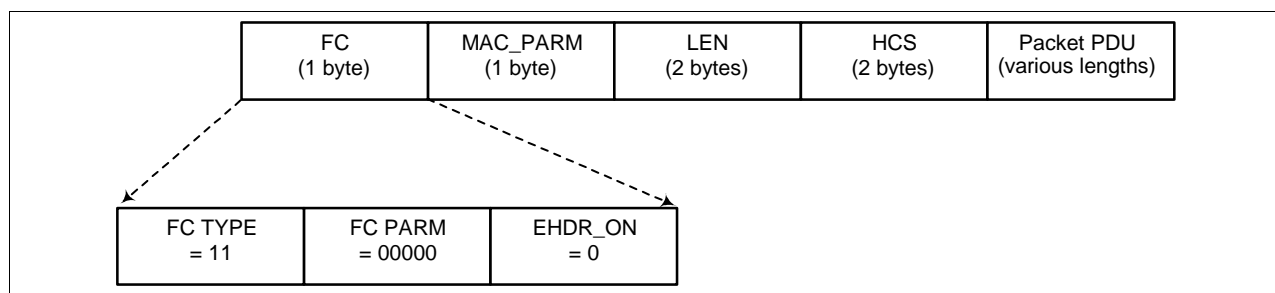 FC
(1 byte)
MAC_PARM
(1 byte)
LEN
(2 bytes)
HCS
(2 bytes)
Packet PDU
(various lengths)
FC TYPE
= 11
FC PARM
= 00000
EHDR_ON
= 0